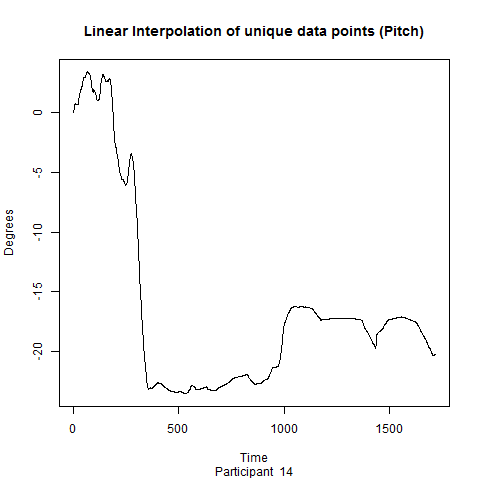 Linear Interpolation of unique data points (Pitch)
Degrees
0
-5
-10
-15
-20
0 500 1000 1500
Time
Participant 14